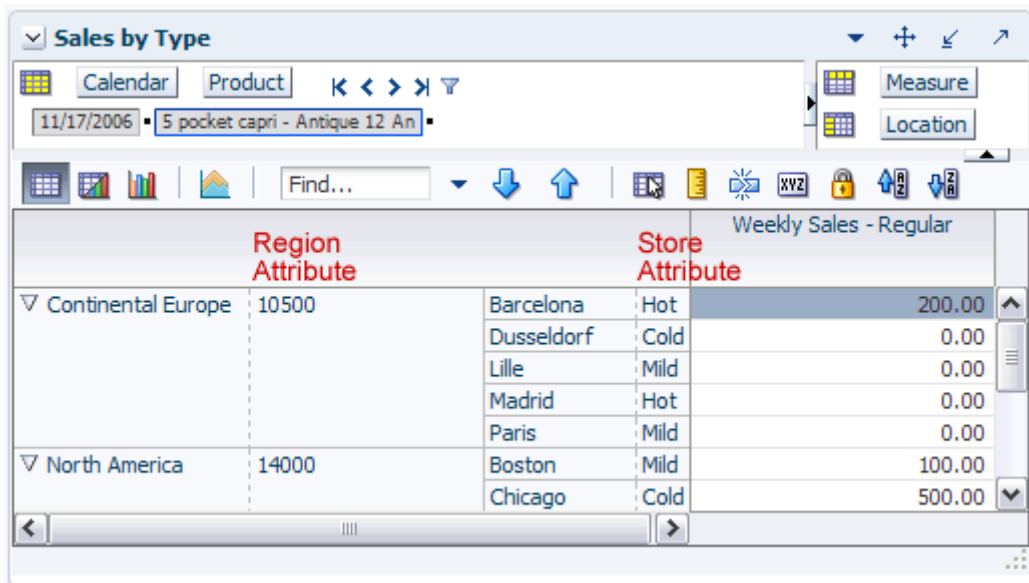 Sales by Type
Calendar Product Measure
11/17/2006 5 pocket capri - Antique 12 An Location
Find... XYZ A Z Z A
Region Attribute Store Attribute Weekly Sales - Regular
Continental Europe 10500 Barcelona Hot 200.00
Dusseldorf Cold 0.00
Lille Mild 0.00
Madrid Hot 0.00
Paris Mild 0.00
North America 14000 Boston Mild 100.00
Chicago Cold 500.00